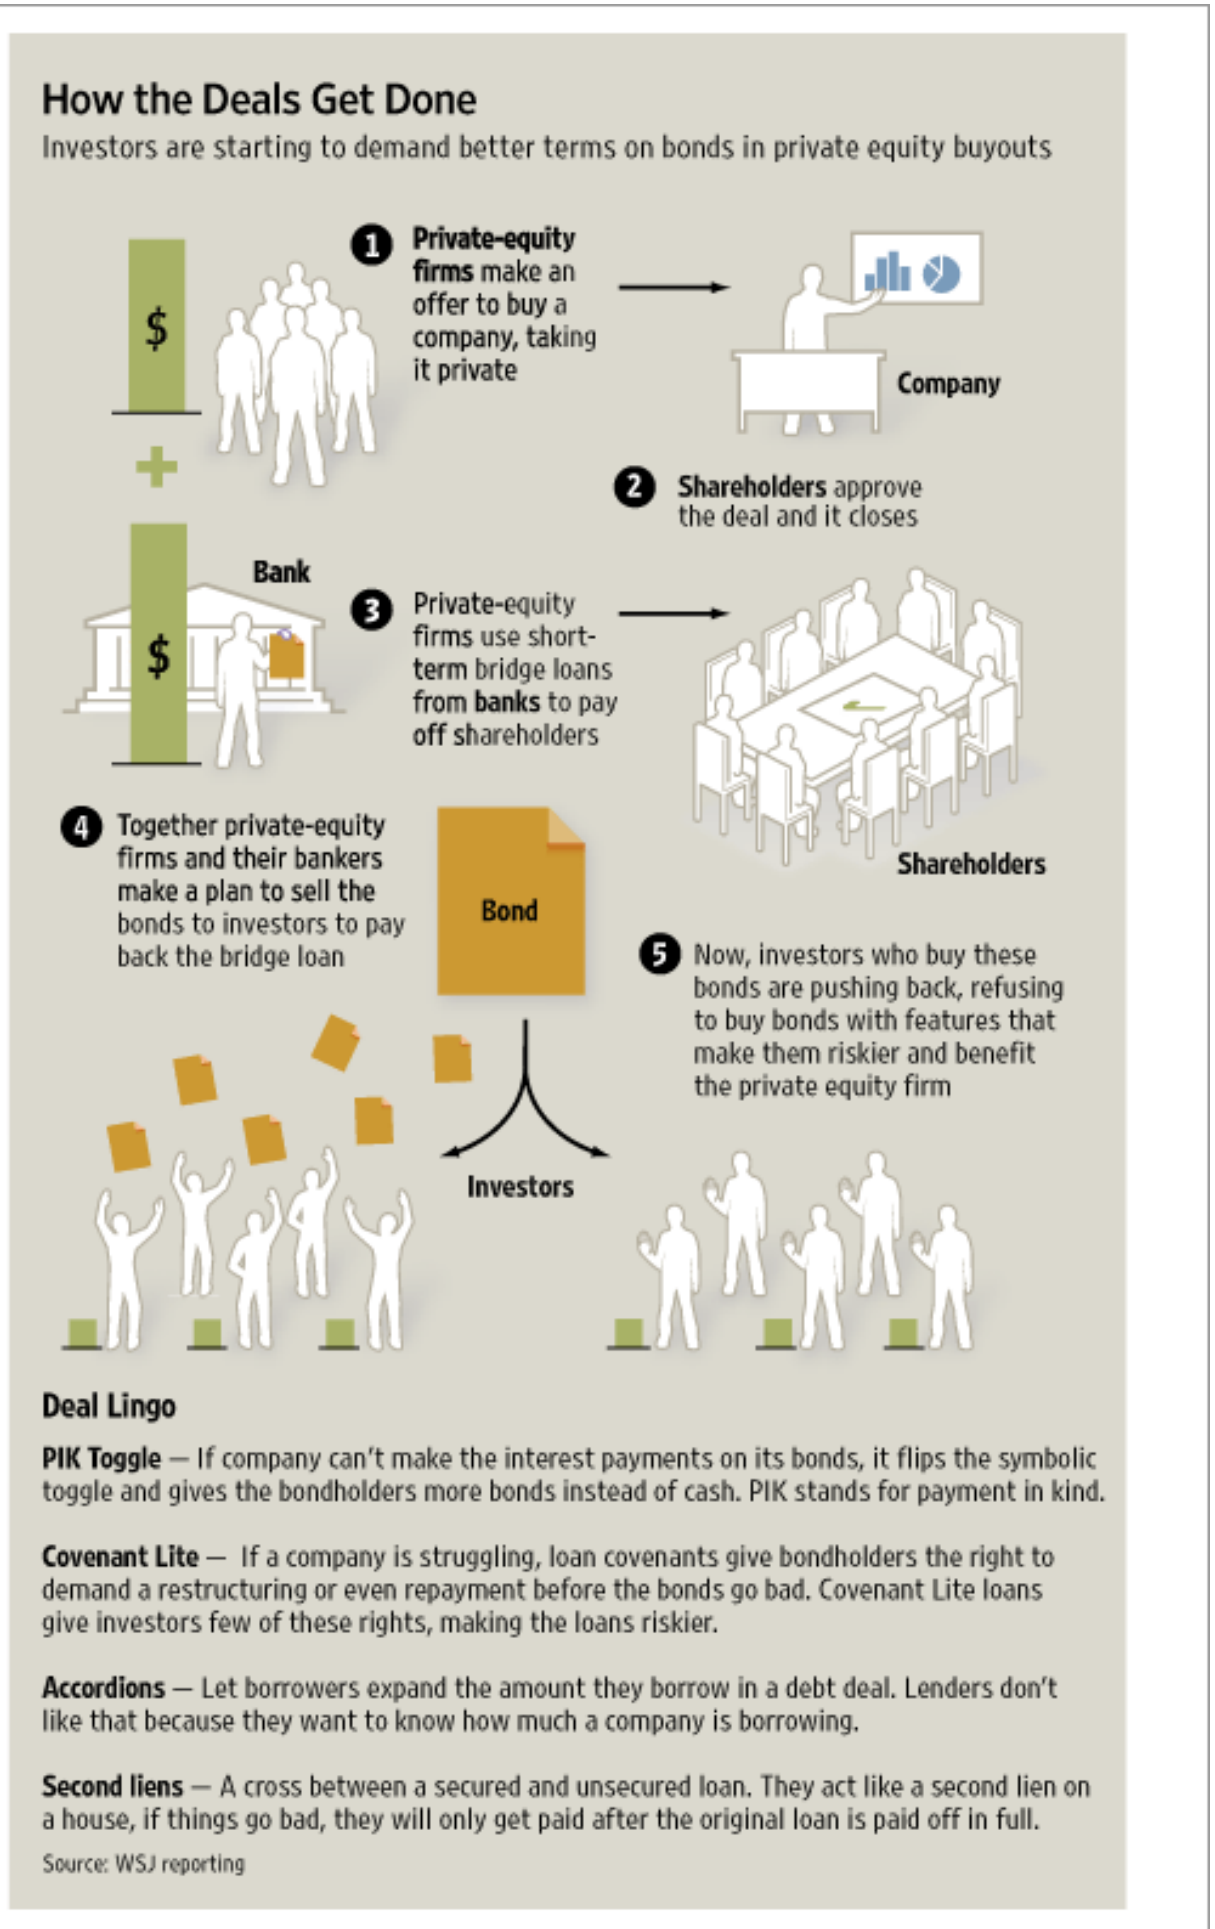 How the Deals Get Done
Investors are starting to demand better terms on bonds in private equity buyouts
$
1
Private-equity
firms make an
offer to buy a
company, taking
it private
Company
2
Shareholders approve
the deal and it closes
Bank
$
3
Private-equity
firms use short-
term bridge loans
from banks to pay
off shareholders
Shareholders
4
Together private-equity
firms and their bankers
make a plan to sell the
bonds to investors to pay
back the bridge loan
Bond
5
Now, investors who buy these
bonds are pushing back, refusing
to buy bonds with features that
make them riskier and benefit
the private equity firm
Investors
Deal Lingo
PIK Toggle — If company can't make the interest payments on its bonds, it flips the symbolic
toggle and gives the bondholders more bonds instead of cash. PIK stands for payment in kind.
Covenant Lite — If a company is struggling, loan covenants give bondholders the right to
demand a restructuring or even repayment before the bonds go bad. Covenant Lite loans
give investors few of these rights, making the loans riskier.
Accordions — Let borrowers expand the amount they borrow in a debt deal. Lenders don't
like that because they want to know how much a company is borrowing.
Second liens — A cross between a secured and unsecured loan. They act like a second lien on
a house, if things go bad, they will only get paid after the original loan is paid off in full.
Source: WSJ reporting